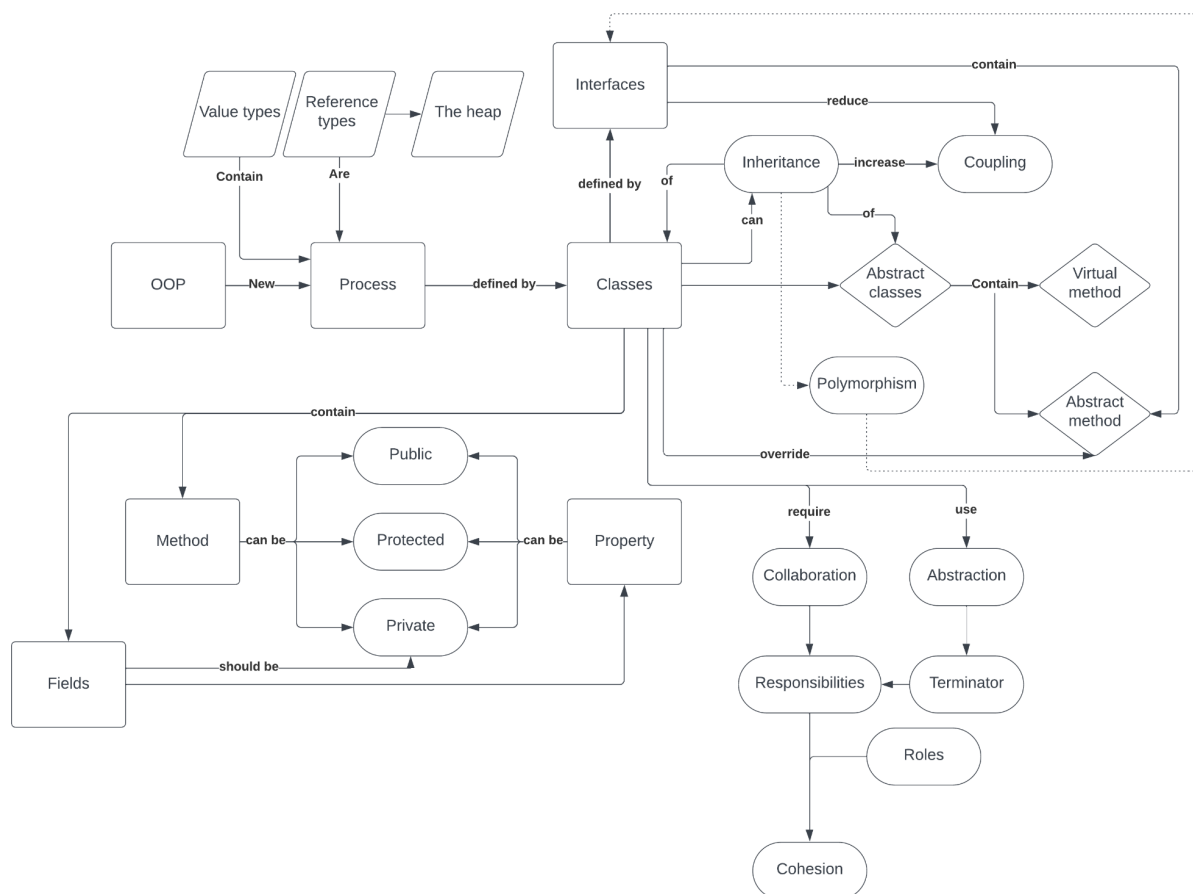 contain
Interfaces
reduce
Value types
Reference
types
The heap
Inheritance
increase
Coupling
Contain
Are
defined by
of
can
of
OOP
New
Process
defined by
Classes
Abstract
classes
Contain
Virtual
method
Polymorphism
Abstract
method
contain
override
Public
require
use
Method
can be
Protected
can be
Property
Collaboration
Abstraction
Private
should be
Fields
Responsibilities
Terminator
Roles
Cohesion